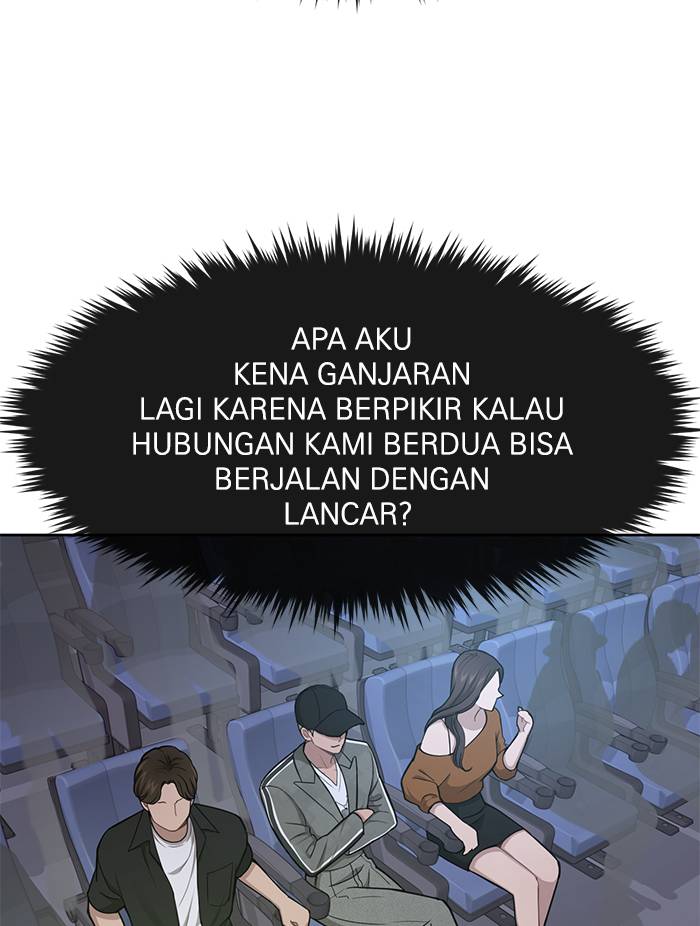 APA AKU
KENA GANJARAN
LAGI KARENA BERPIKIR KALAU
HUBUNGAN KAMI BERDUA BISA
BERJALAN DENGAN
LANCAR?